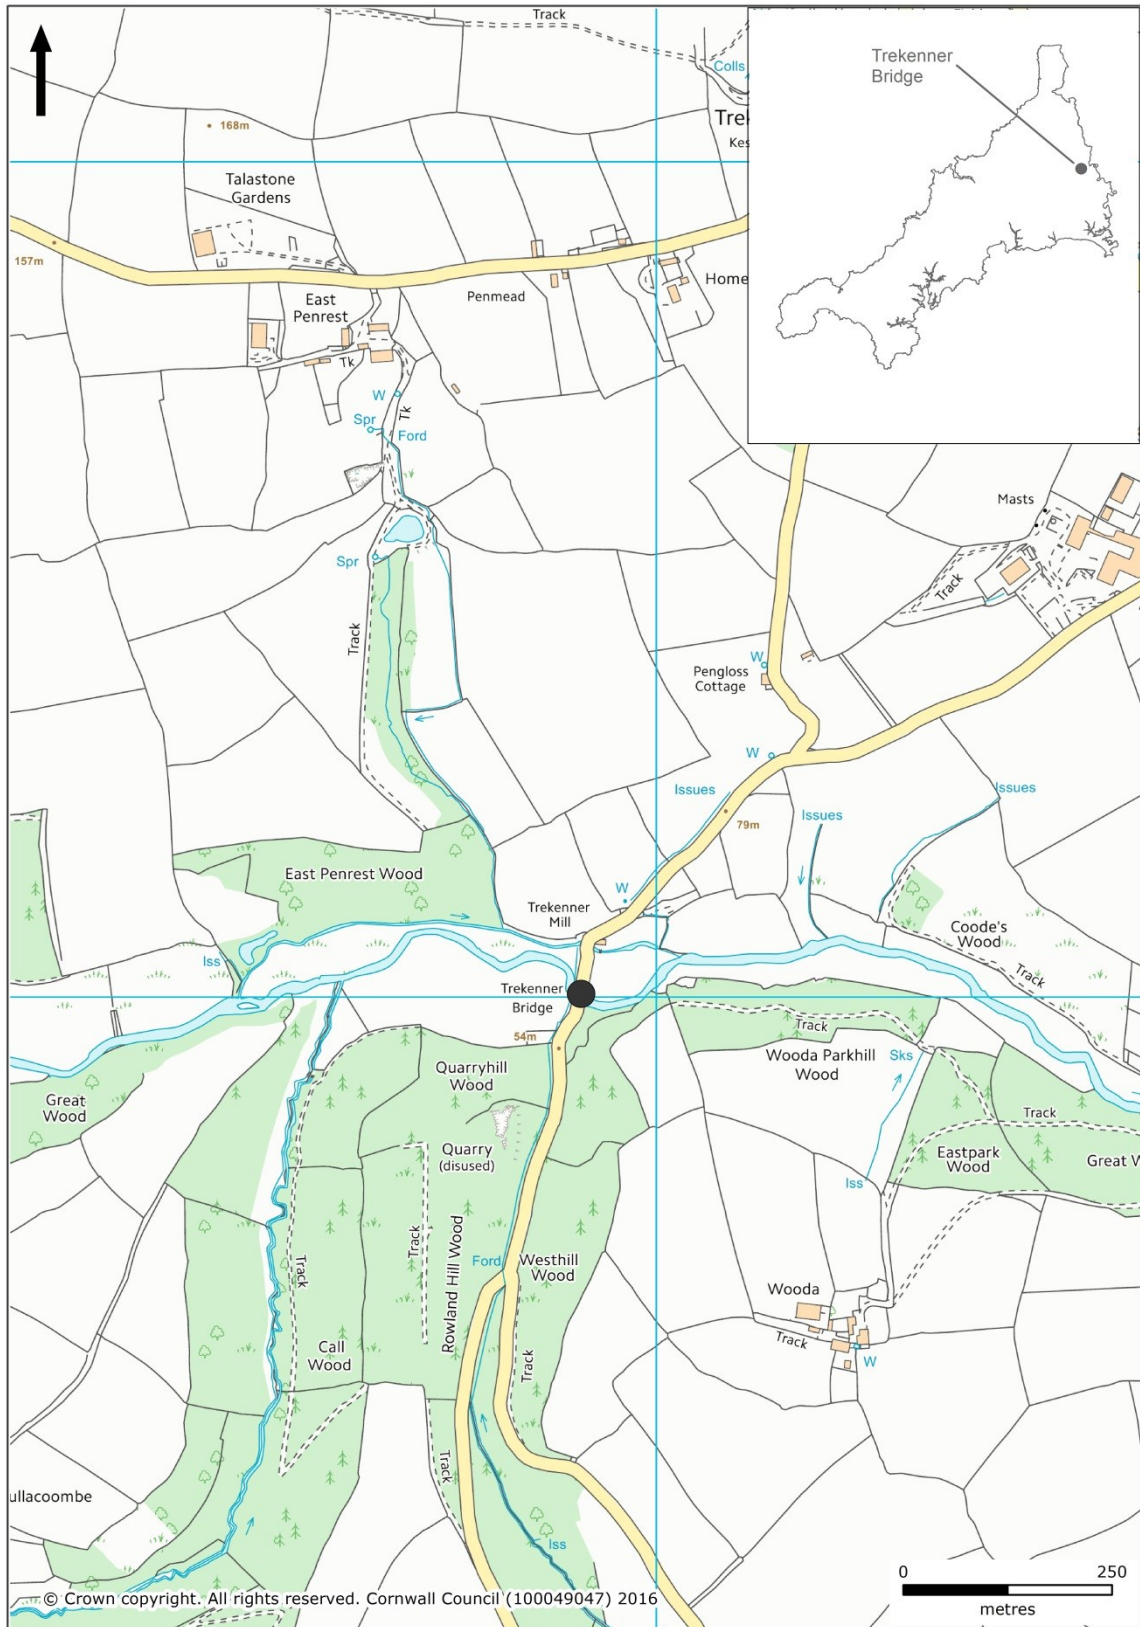 Track
Trekenner
Bridge
Colls
Tre
Kes
168m
Talastone
Gardens
157m
East
Penrest
Penmead
Home
Tk
W
Tk
Spr
Ford
Masts
Spr
Track
Track
W
Pengloss
Cottage
W
Issues
79m
Issues
Issues
East Penrest Wood
W
Trekenner
Mill
Coode's
Wood
Iss
Track
Trekenner
Bridge
54m
Track
Quarryhill
Wood
Wooda Parkhill
Wood
Sks
Great
Wood
Track
Quarry
(disused)
Eastpark
Wood
Great W
Iss
Track
Track
Rowland Hill Wood
Ford
Westhill
Wood
Wooda
Call
Wood
Track
Track
W
Track
ullacoombe
Iss
0 250
metres
© Crown copyright. All rights reserved. Cornwall Council (100049047) 2016